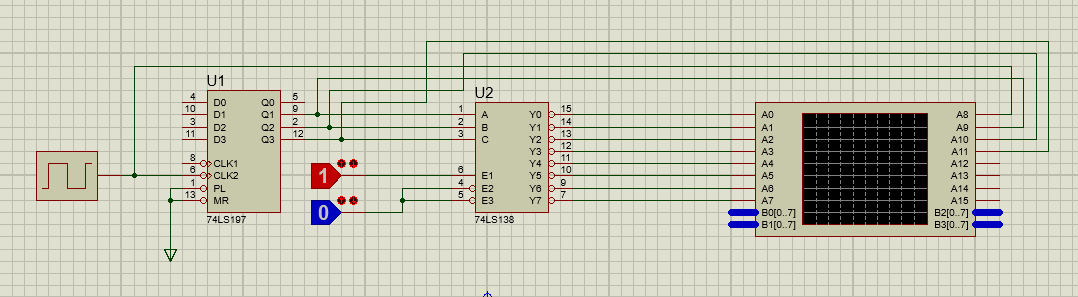 U1
4 D0 Q0 5
10 D1 Q1 9
3 D2 Q2 2
11 D3 Q3 12
8 CLK1
6 CLK2
1 PL
13 MR
74LS197
1
0
U2
1 A Y0 15
2 B Y1 14
3 C Y2 13
Y3 12
Y4 11
6 E1 Y5 10
4 E2 Y6 9
5 E3 Y7 7
74LS138
A0 A8
A1 A9
A2 A10
A3 A11
A4 A12
A5 A13
A6 A14
A7 A15
B0[0..7] B2[0..7]
B1[0..7] B3[0..7]